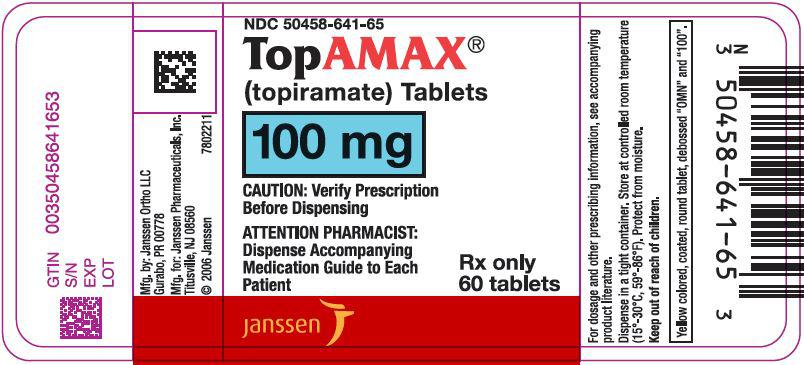 GTIN 00350458641653
S/N
EXP
LOT
Mfg. by: Janssen Ortho LLC
Gurabo, PR 00778
Mfg. for: Janssen Pharmaceuticals, Inc.
Titusville, NJ 08560
© 2006 Janssen 7802211
NDC 50458-641-65
TopAMAX®
(topiramate) Tablets
100 mg
CAUTION: Verify Prescription
Before Dispensing
ATTENTION PHARMACIST:
Dispense Accompanying
Medication Guide to Each
Patient
Rx only
60 tablets
janssen
For dosage and other prescribing information, see accompanying
product literature.
Dispense in a tight container. Store at controlled room temperature
(15°-30°C, 59°-86°F). Protect from moisture.
Keep out of reach of children.
Yellow colored, coated, round tablet, debossed “OMN” and “100”.
N
3 50458-641-65 3